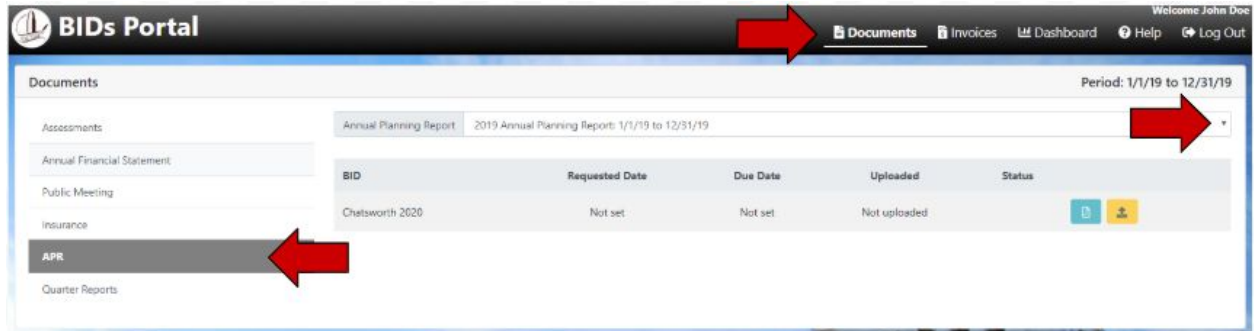 Welcome John Doe
BIDs Portal
Documents Invoices Dashboard Help Log Out
Documents
Period: 1/1/19 to 12/31/19
Assessments
Annual Financial Statement
Public Meeting
Insurance
APR
Quarter Reports
Annual Planning Report 2019 Annual Planning Report: 1/1/19 to 12/31/19
BID Requested Date Due Date Uploaded Status
Chatsworth 2020 Not set Not set Not uploaded